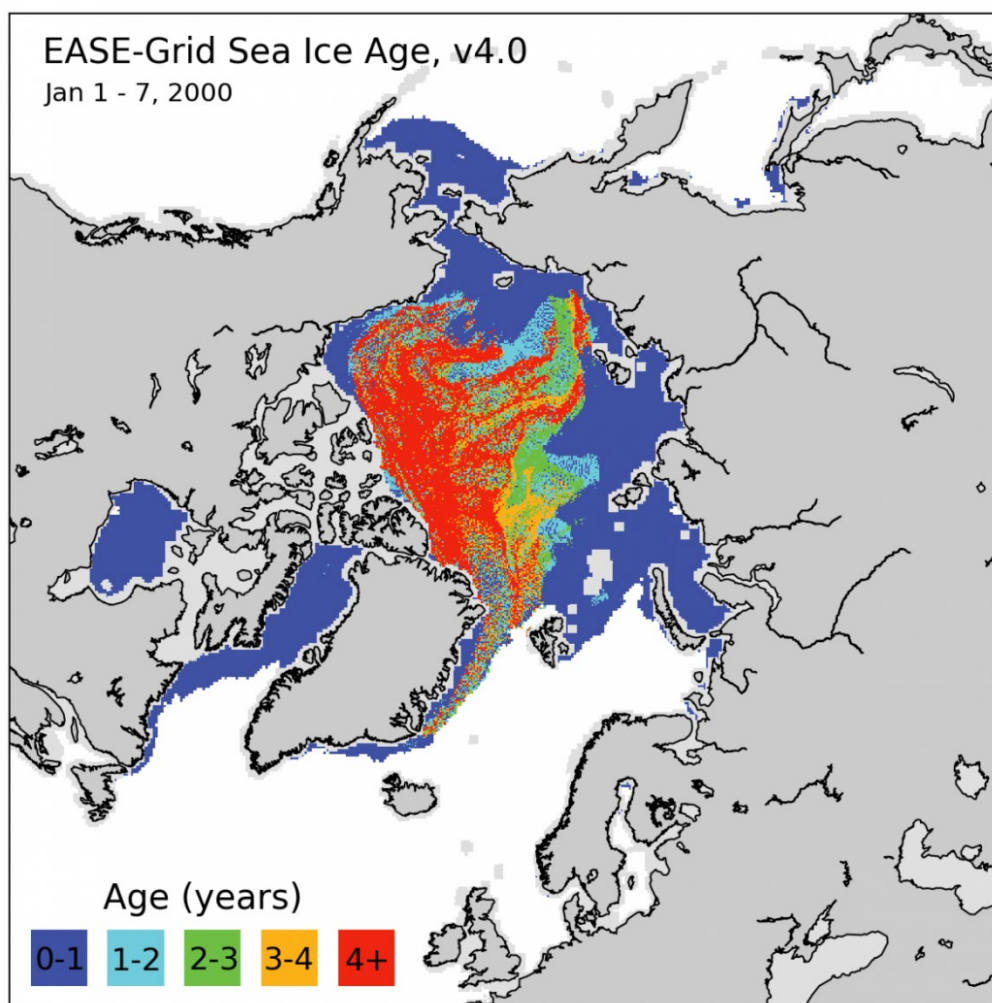 EASE-Grid Sea Ice Age, v4.0
Jan 1 - 7, 2000
Age (years)
0-1 1-2 2-3 3-4 4+